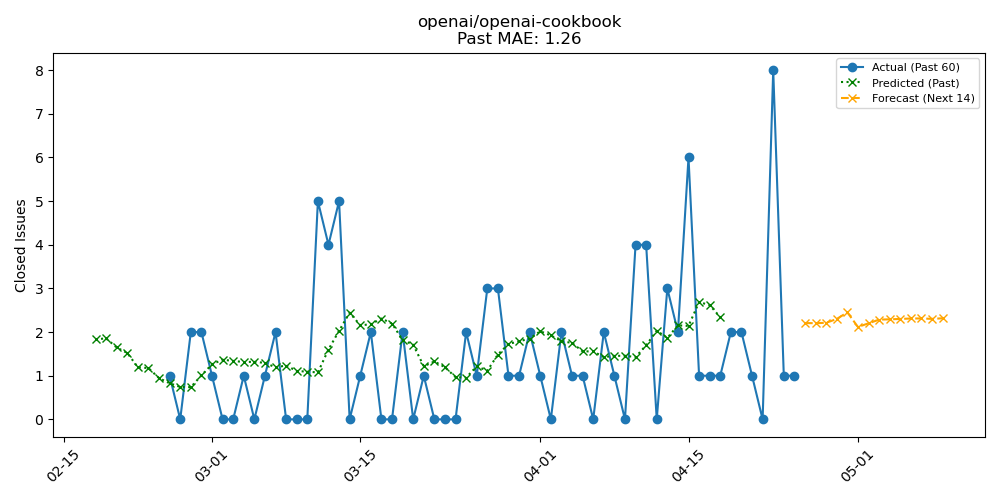 openai/openai-cookbook
Past MAE: 1.26
Actual (Past 60)
Predicted (Past)
Forecast (Next 14)
Closed Issues
8
7
6
5
4
3
2
1
0
02-15
03-01
03-15
04-01
04-15
05-01